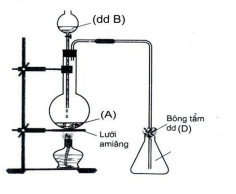 (dd B)
(A)
Lưới
amiăng
Bông tẩm
dd (D)